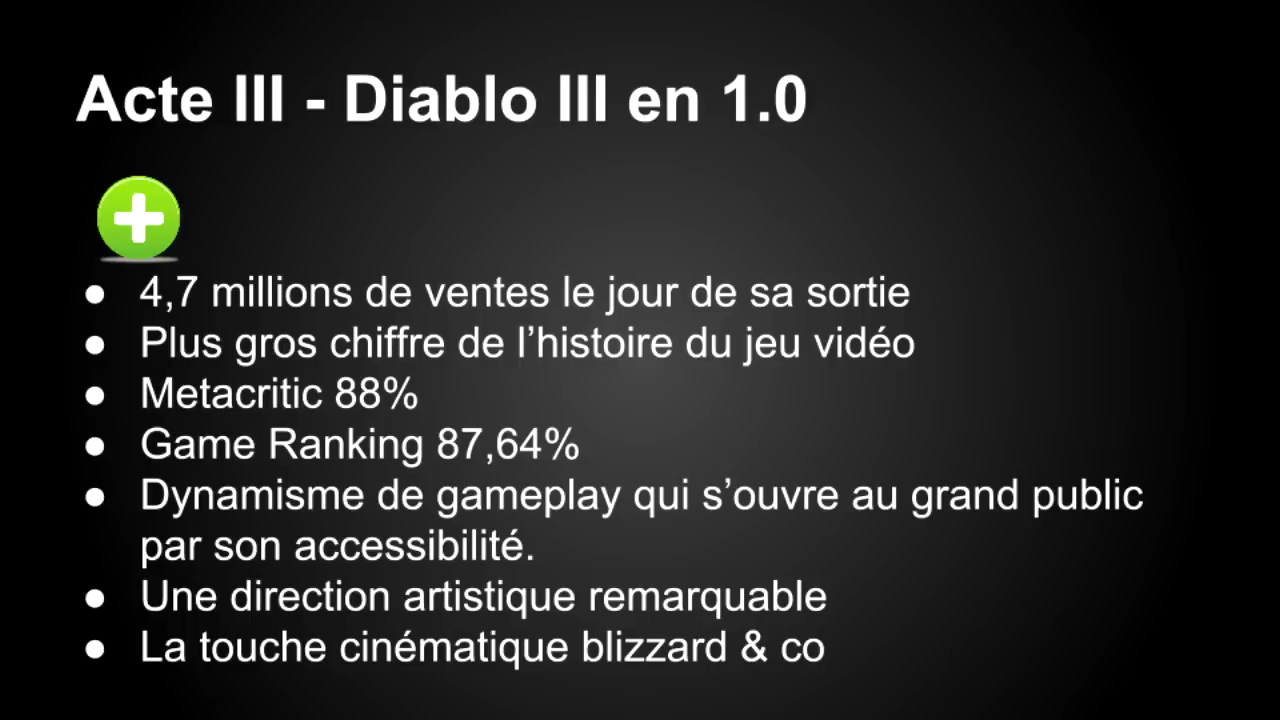 Acte III - Diablo III en 1.0
● 4,7 millions de ventes le jour de sa sortie
● Plus gros chiffre de l’histoire du jeu vidéo
● Metacritic 88%
● Game Ranking 87,64%
● Dynamisme de gameplay qui s’ouvre au grand public
par son accessibilité.
● Une direction artistique remarquable
● La touche cinématique blizzard & co